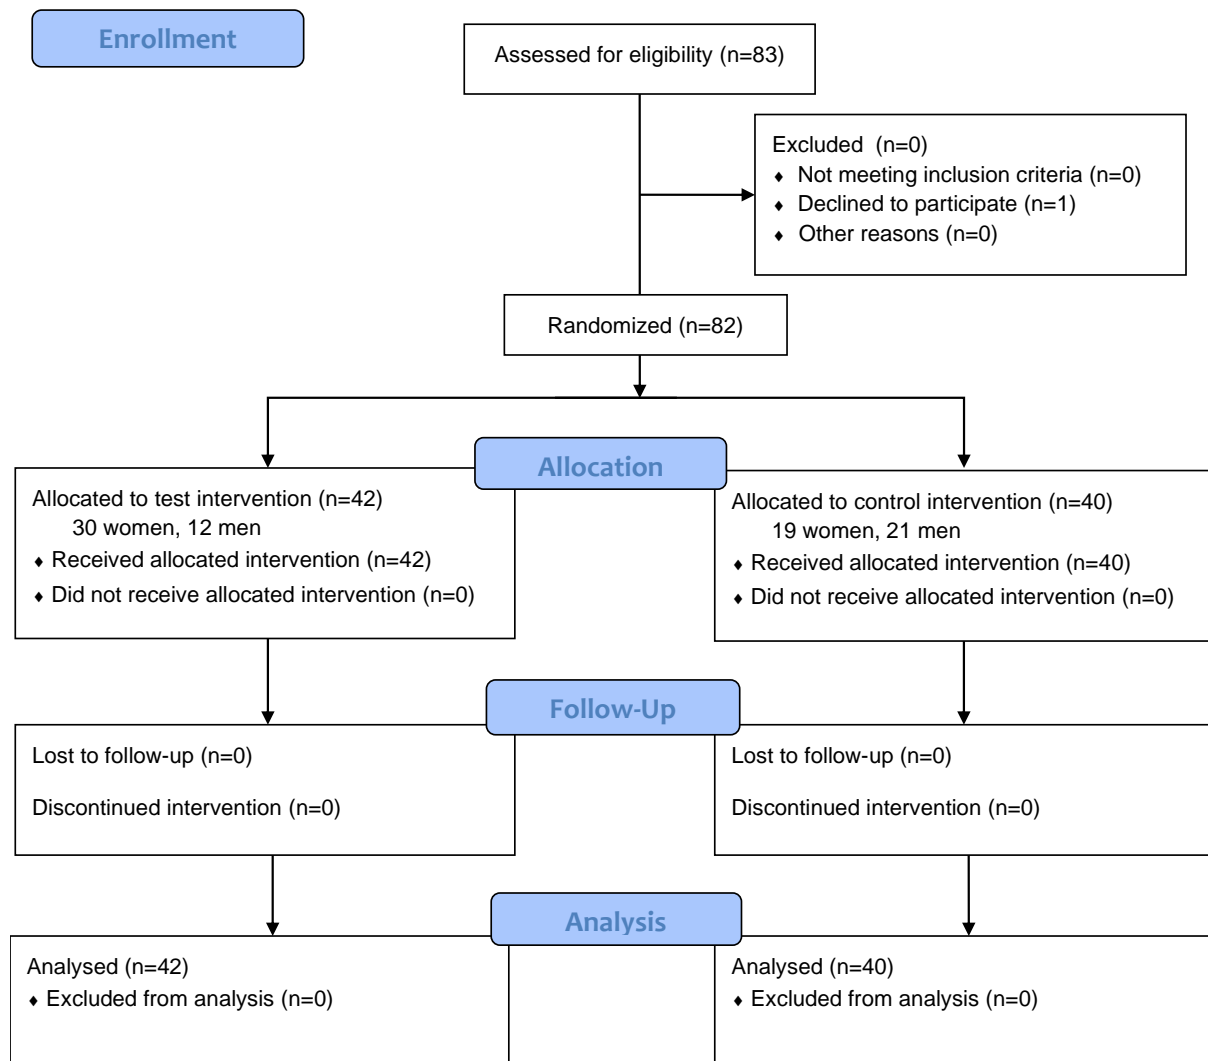 Enrollment
Assessed for eligibility (n=83)
Excluded (n=0)
♦ Not meeting inclusion criteria (n=0)
♦ Declined to participate (n=1)
♦ Other reasons (n=0)
Randomized (n=82)
Allocation
Allocated to test intervention (n=42)
30 women, 12 men
♦ Received allocated intervention (n=42)
♦ Did not receive allocated intervention (n=0)
Allocated to control intervention (n=40)
19 women, 21 men
♦ Received allocated intervention (n=40)
♦ Did not receive allocated intervention (n=0)
Follow-Up
Lost to follow-up (n=0)
Discontinued intervention (n=0)
Lost to follow-up (n=0)
Discontinued intervention (n=0)
Analysis
Analysed (n=42)
♦ Excluded from analysis (n=0)
Analysed (n=40)
♦ Excluded from analysis (n=0)